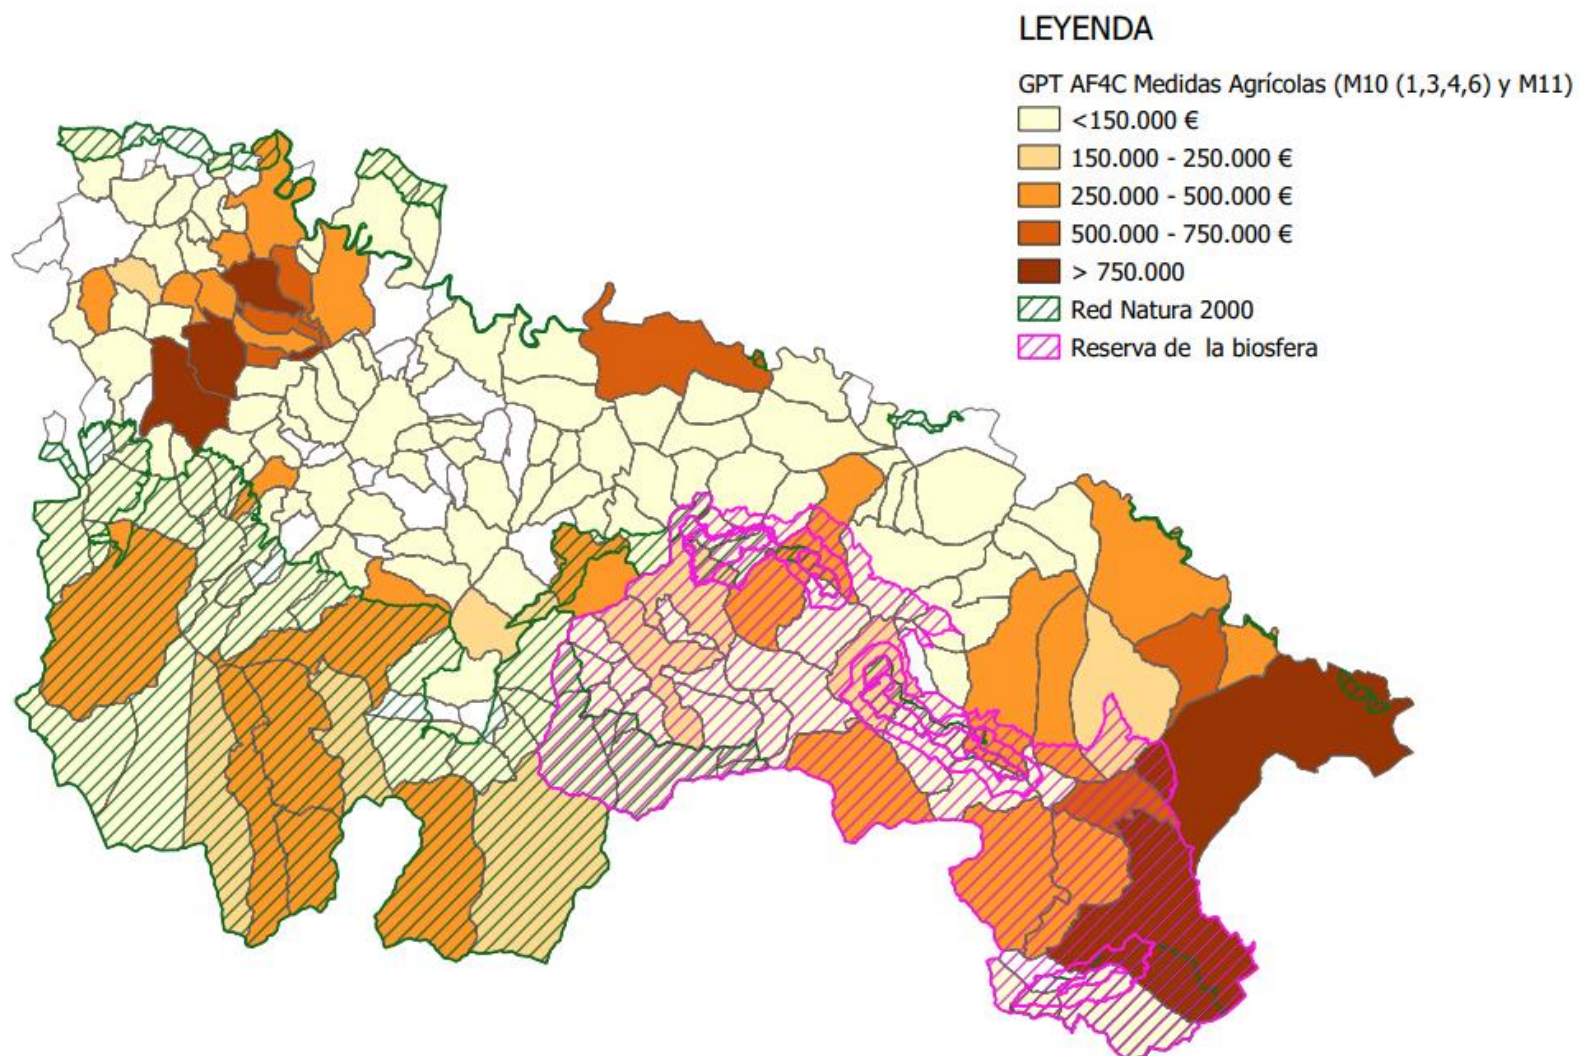 LEYENDA
GPT AF4C Medidas Agrícolas (M10 (1,3,4,6) y M11)
<150.000 €
150.000 - 250.000 €
250.000 - 500.000 €
500.000 - 750.000 €
> 750.000
Red Natura 2000
Reserva de la biosfera